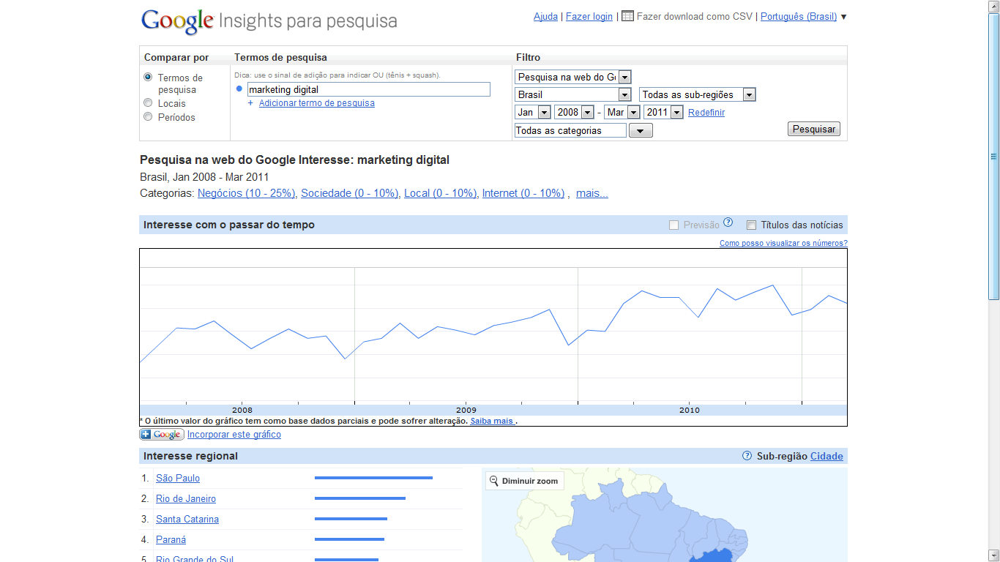 Google Insights para pesquisa
Ajuda | Fazer login | Fazer download como CSV | Português (Brasil) ▼
Comparar por
Termos de pesquisa
Filtro
Termos de
pesquisa
Locais
Períodos
Dica: use o sinal de adição para indicar OU (tênis + squash).
marketing digital
+ Adicionar termo de pesquisa
Pesquisa na web do G
Brasil
Todas as sub-regiões
Jan 2008 - Mar 2011 Redefinir
Todas as categorias
Pesquisar
Pesquisa na web do Google Interesse: marketing digital
Brasil, Jan 2008 - Mar 2011
Categorias: Negócios (10 - 25%), Sociedade (0 - 10%), Local (0 - 10%), Internet (0 - 10%) , mais...
Interesse com o passar do tempo
Previsão ?
Títulos das notícias
Como posso visualizar os números?
2008 2009 2010
* O último valor do gráfico tem como base dados parciais e pode sofrer alteração. Saiba mais .
+ Google Incorporar este gráfico
Interesse regional
? Sub-região Cidade
1. São Paulo
2. Rio de Janeiro
3. Santa Catarina
4. Paraná
5. Rio Grande do Sul
Diminuir zoom